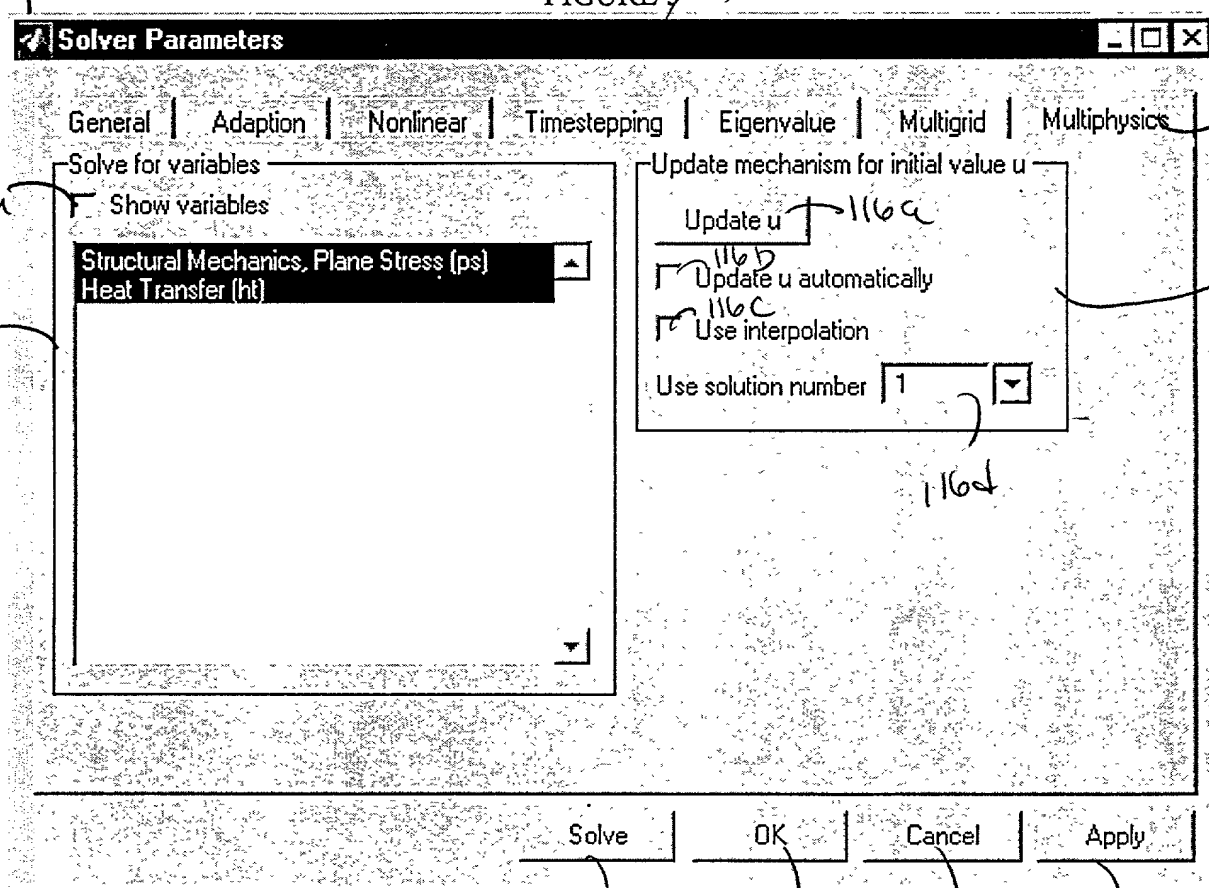 FIGURE 9
Solver Parameters
General Adaption Nonlinear Timestepping Eigenvalue Multigrid Multiphysics
Solve for variables
Show variables
Structural Mechanics, Plane Stress (ps)
Heat Transfer (ht)
Update mechanism for initial value u
Update u 116a
116b
Update u automatically
116c
Use interpolation
Use solution number 1
116d
Solve OK Cancel Apply